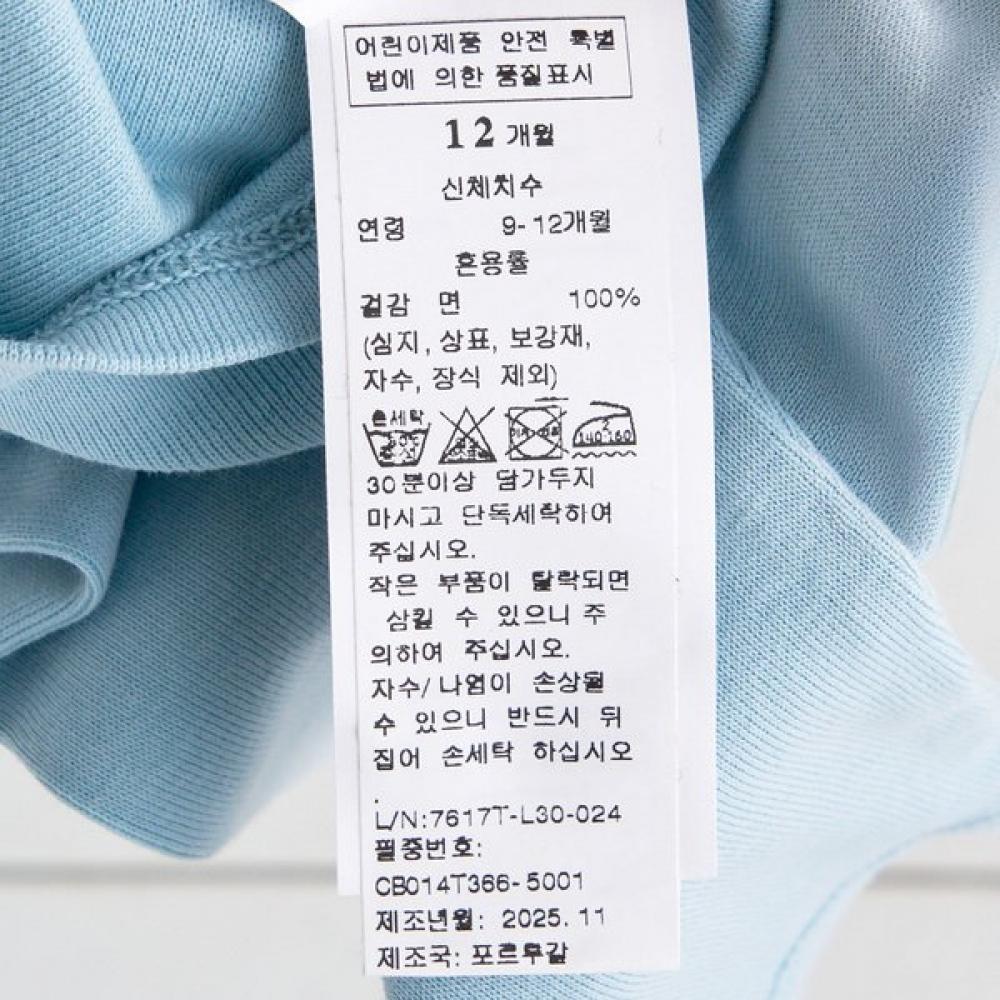 어린이제품 안전 특별
법에 의한 품질표시
12 개월
신체치수
연령 9-12개월
혼용률
겉감 면 100%
(심지, 상표, 보강재,
자수, 장식 제외)
손세탁
140-160
30분이상 담가두지
마시고 단독세탁하여
주십시오.
작은 부품이 탈락되면
삼킬 수 있으니 주
의하여 주십시오.
자수/나염이 손상될
수 있으니 반드시 뒤
집어 손세탁 하십시오
.
L/N:7617T-L30-024
필증번호:
CB014T366-5001
제조년월: 2025.11
제조국: 포르투갈